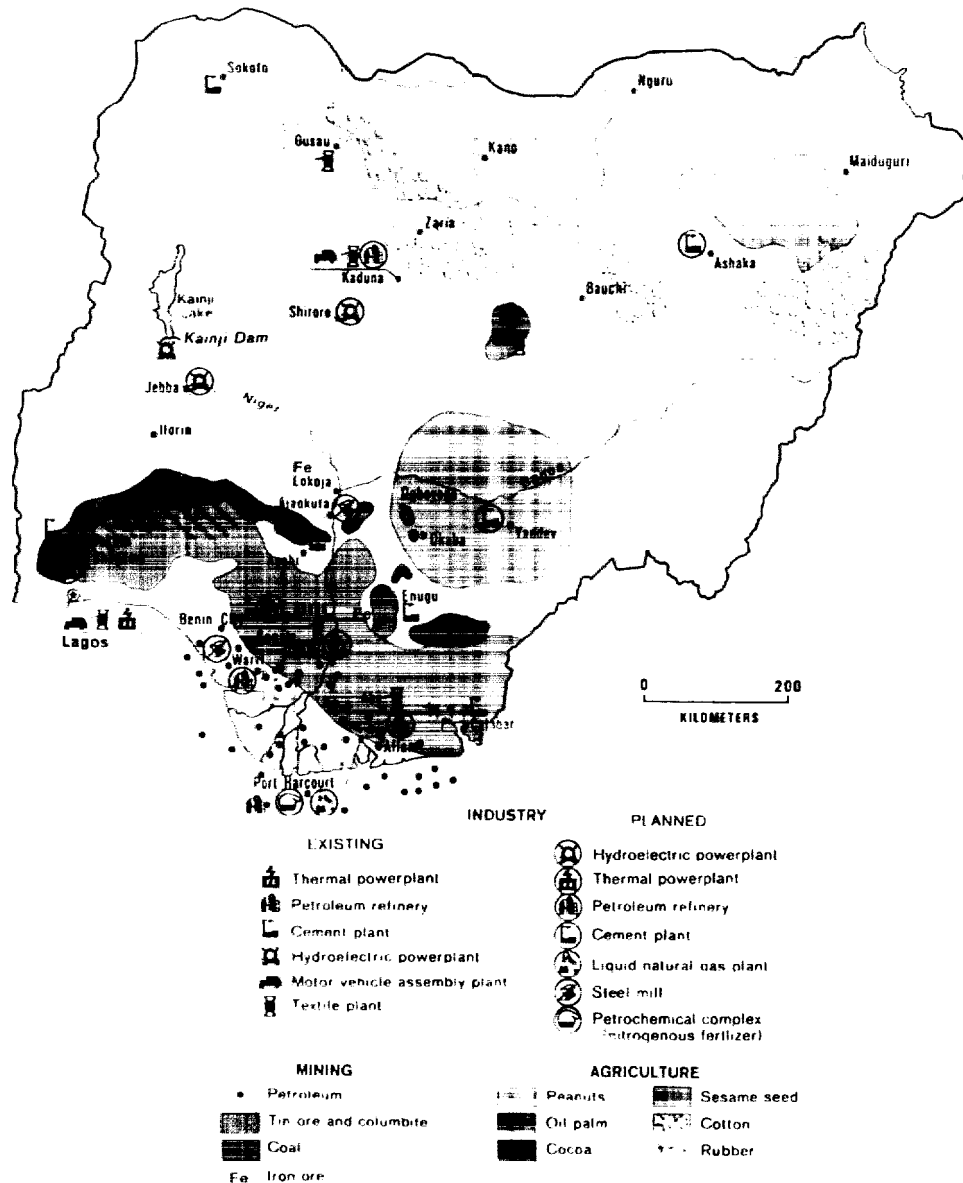 Sokoto
Nguru
Gusau
Kano
Maiduguri
Zaria
Kaduna
Ashaka
Bauchi
Kainji
Lake
Shiroro
Kainji Dam
Jebba
Niger
Ilorin
Fe
Lokoja
Ajaokuta
Okaba
Yandev
Enugu
Benin
Lagos
Warri
0 200
KILOMETERS
Port Harcourt
INDUSTRY
EXISTING
Thermal powerplant
Petroleum refinery
Cement plant
Hydroelectric powerplant
Motor vehicle assembly plant
Textile plant
PLANNED
Hydroelectric powerplant
Thermal powerplant
Petroleum refinery
Cement plant
Liquid natural gas plant
Steel mill
Petrochemical complex
(nitrogenous fertlizer)
MINING
Petroleum
Tin ore and columbite
Coal
Fe Iron ore
AGRICULTURE
Peanuts
Oil palm
Cocoa
Sesame seed
Cotton
Rubber